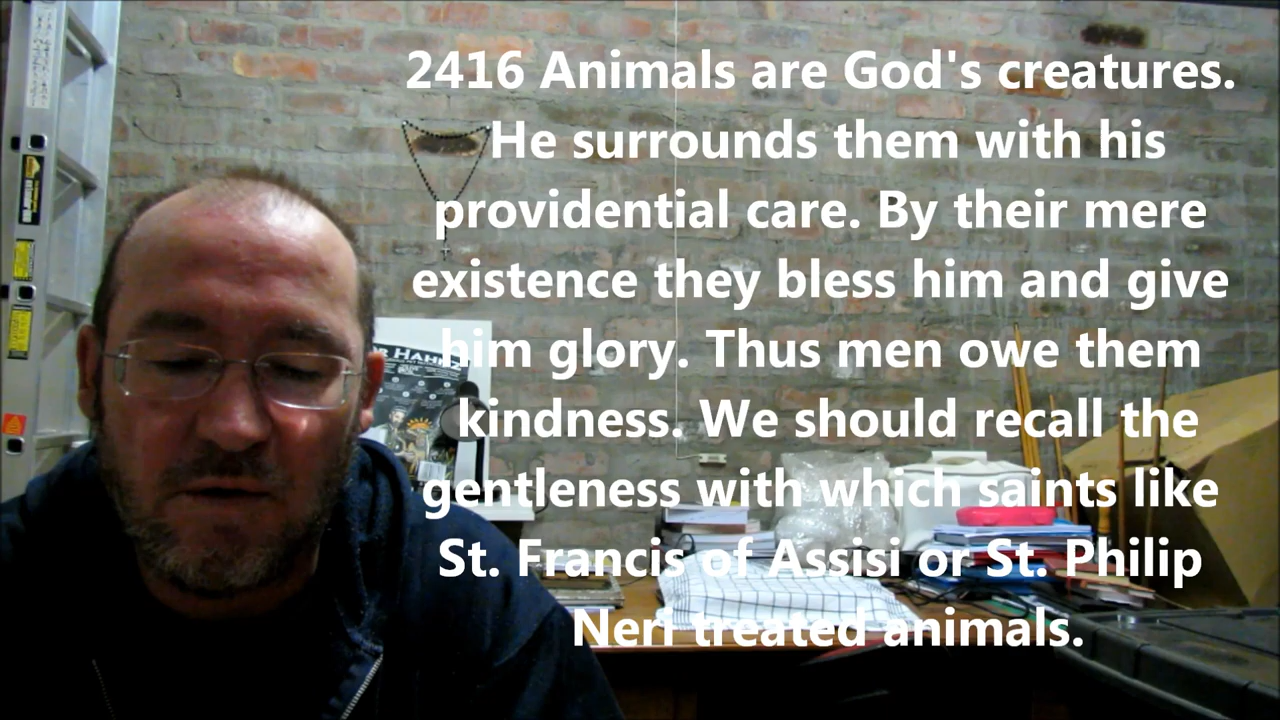 2416 Animals are God's creatures.
He surrounds them with his
providential care. By their mere
existence they bless him and give
him glory. Thus men owe them
kindness. We should recall the
gentleness with which saints like
St. Francis of Assisi or St. Philip
Neri treated animals.